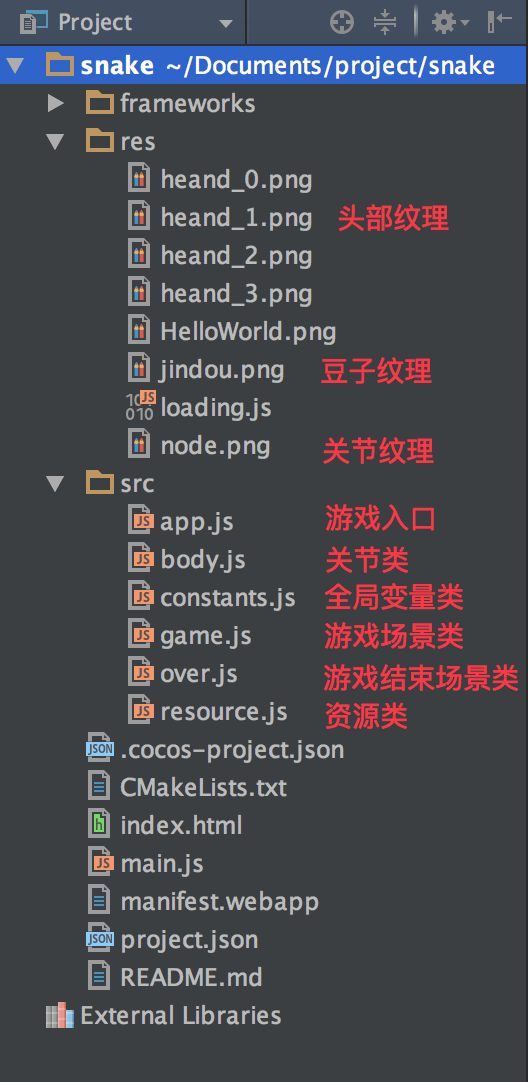 Project
snake ~/Documents/project/snake
frameworks
res
heand_0.png
heand_1.png 头部纹理
heand_2.png
heand_3.png
HelloWorld.png
jindou.png 豆子纹理
loading.js
node.png 关节纹理
src
app.js 游戏入口
body.js 关节类
constants.js 全局变量类
game.js 游戏场景类
over.js 游戏结束场景类
resource.js 资源类
.cocos-project.json
CMakeLists.txt
index.html
main.js
manifest.webapp
project.json
README.md
External Libraries